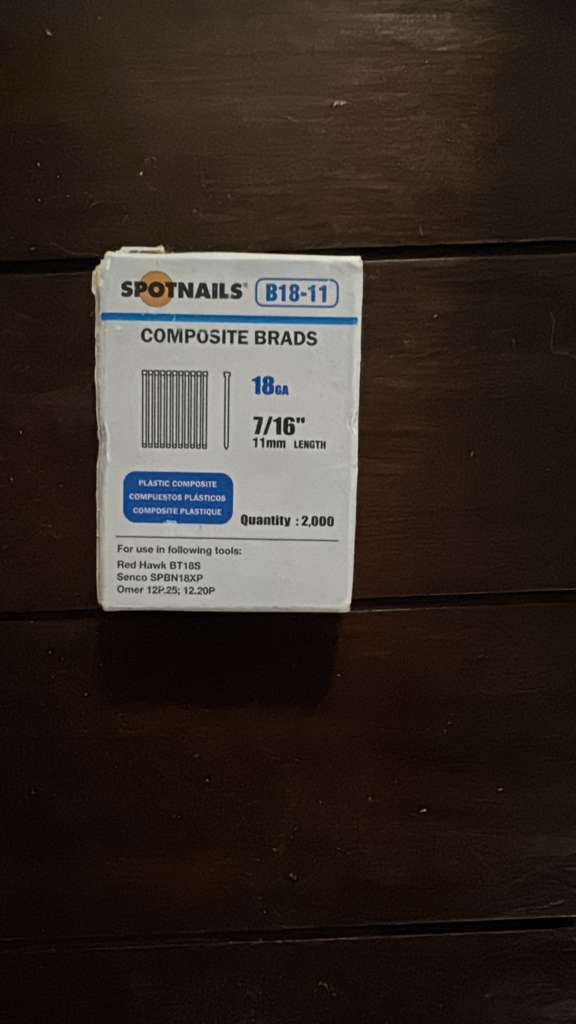 SPOTNAILS® B18-11
COMPOSITE BRADS
18GA
7/16"
11mm LENGTH
PLASTIC COMPOSITE
COMPUESTOS PLÁSTICOS
COMPOSITE PLASTIQUE
Quantity : 2,000
For use in following tools:
Red Hawk BT18S
Senco SPBN18XP
Omer 12P.25; 12.20P